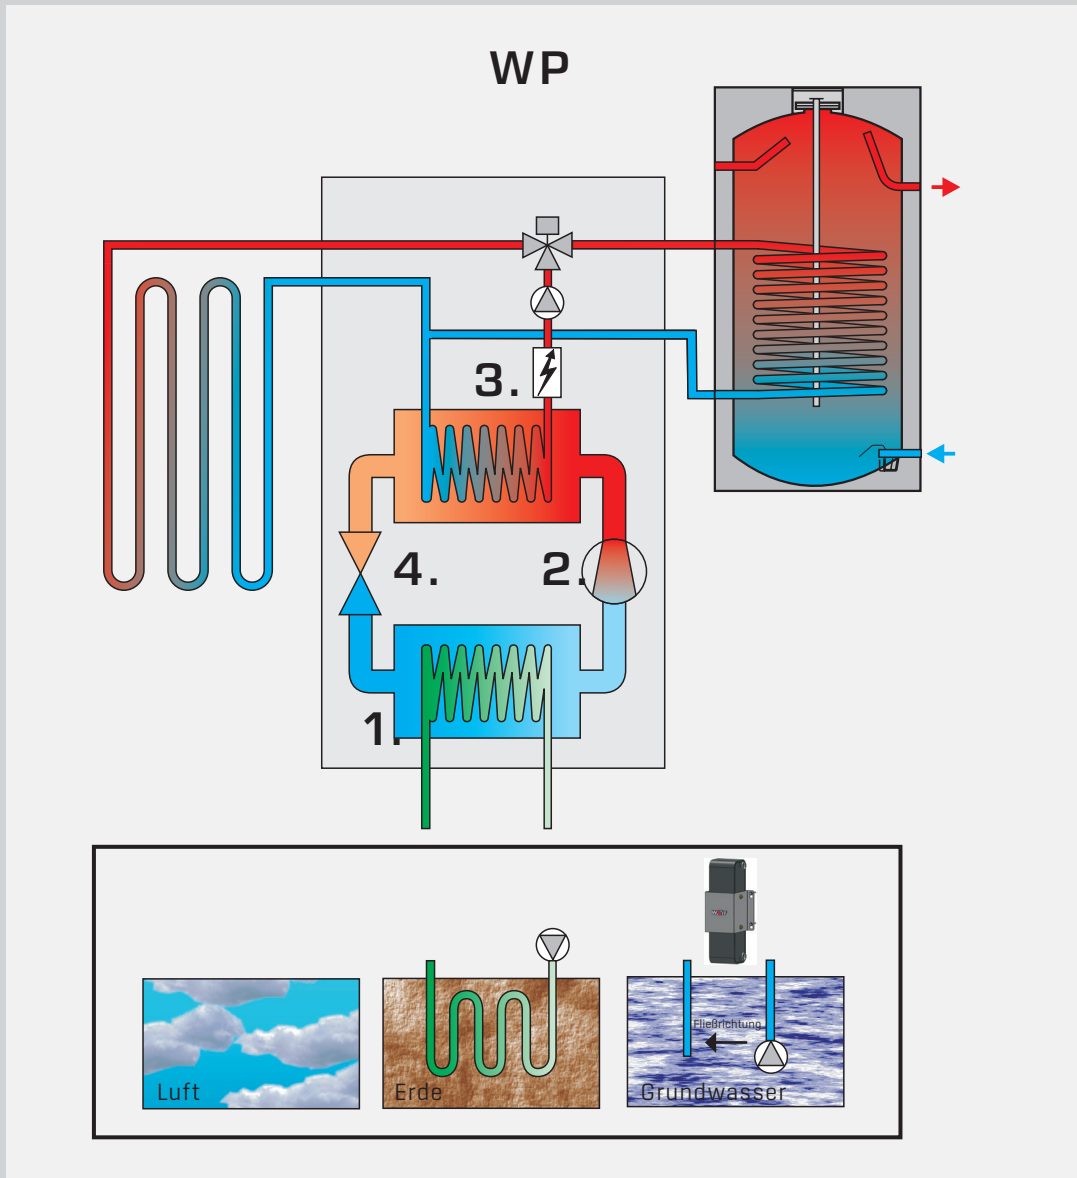 WP
3.
4.
2.
1.
Fließrichtung
Luft
Erde
Grundwasser